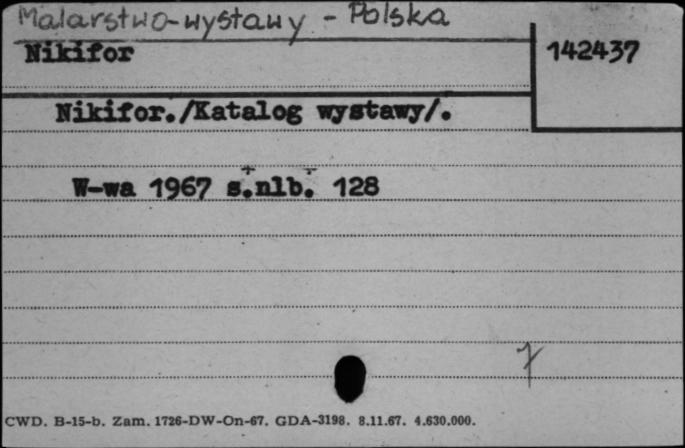 Malarstwo-wystawy - Polska
Nikifor
142437
Nikifor./Katalog wystawy/.
W-wa 1967 s.nlb. 128
7
CWD. B-15-b. Zam. 1726-DW-On-67. GDA-3198. 8.11.67. 4.630.000.